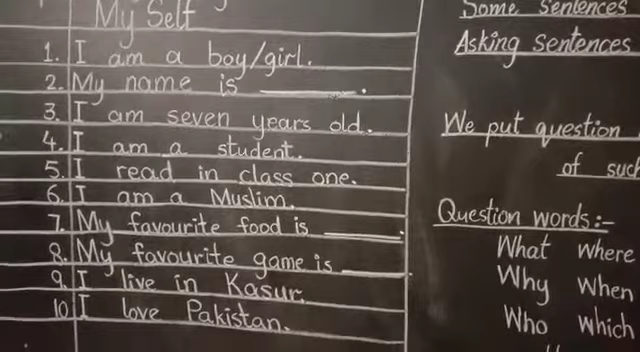 My Self
1. I am a boy/girl.
2. My name is ______.
3. I am seven years old.
4. I am a student.
5. I read in class one.
6. I am a Muslim.
7. My favourite food is ______.
8. My favourite game is ______.
9. I live in Kasur.
10 I love Pakistan.
Some sentences
Asking sentences
We put question
of such
Question words:-
What where
Why when
Who which